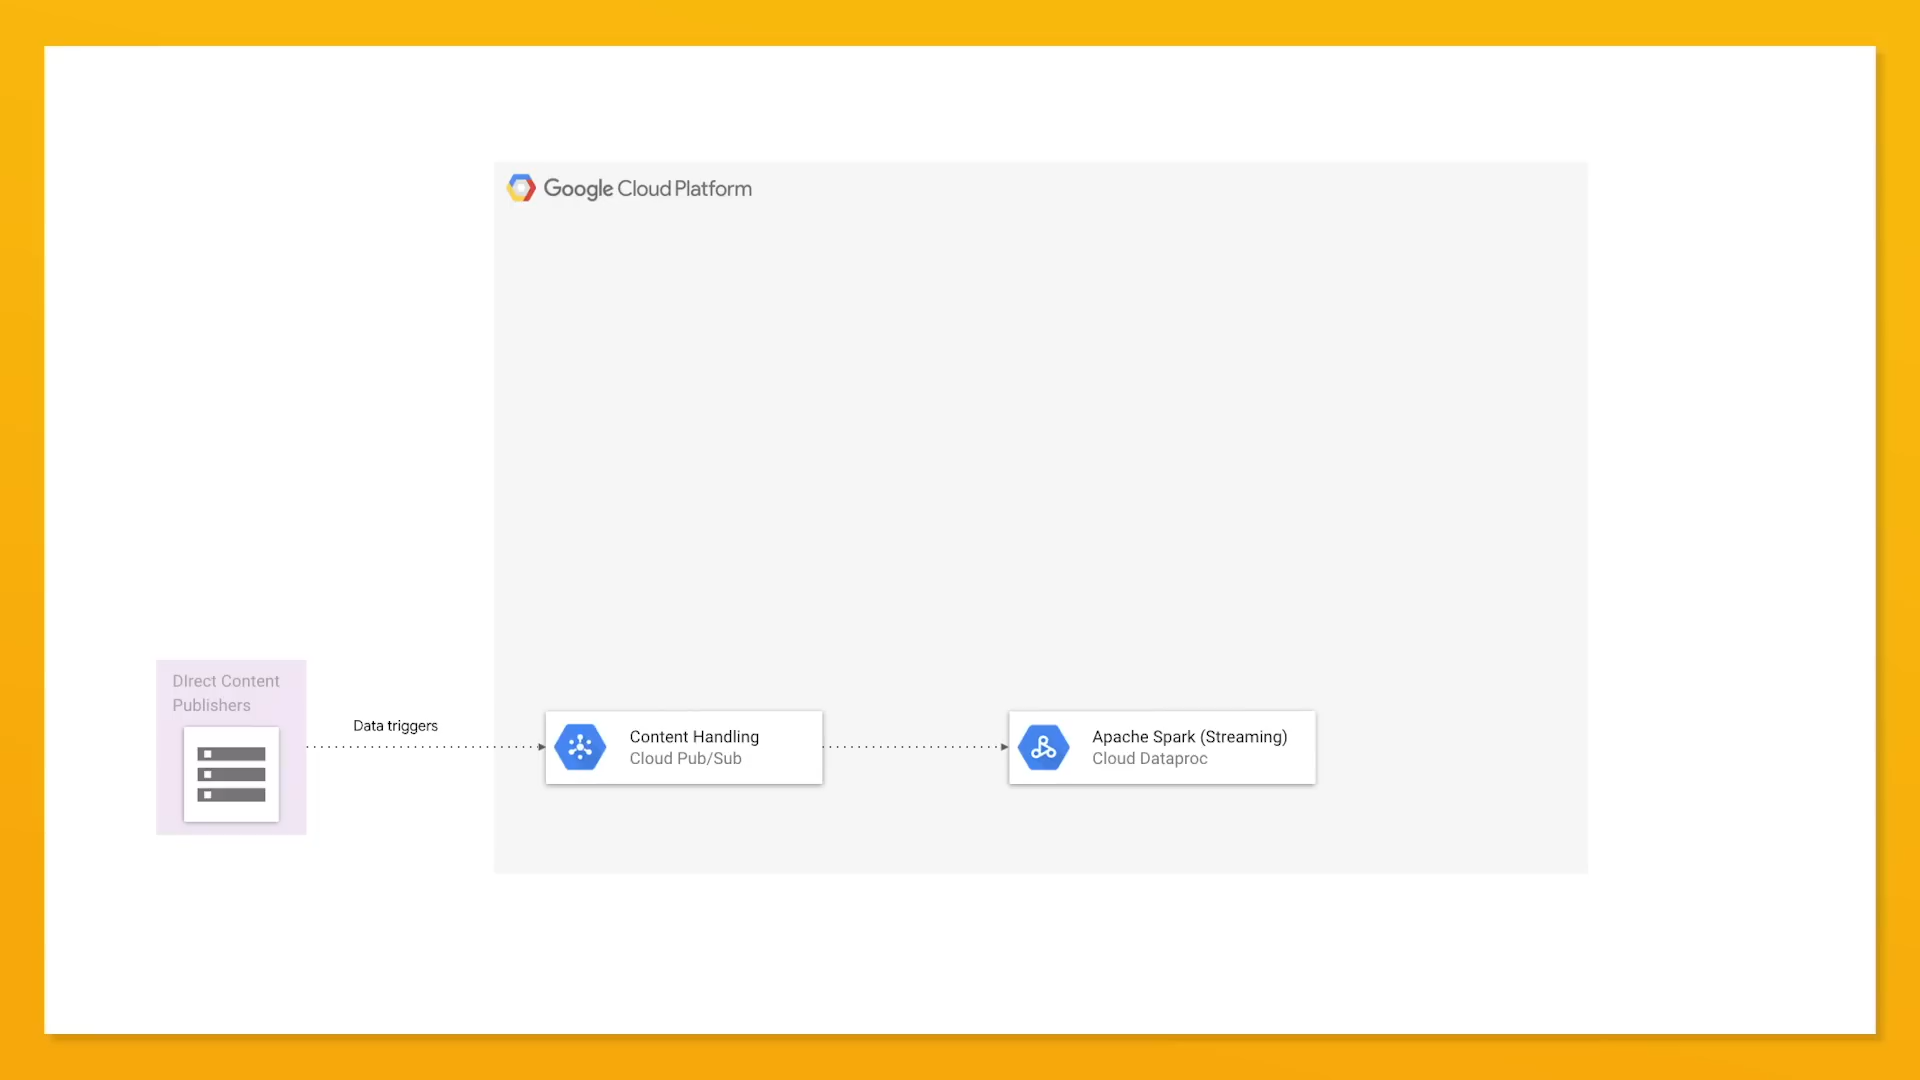 Google Cloud Platform
DIrect Content
Publishers
Data triggers
Content Handling
Cloud Pub/Sub
Apache Spark (Streaming)
Cloud Dataproc